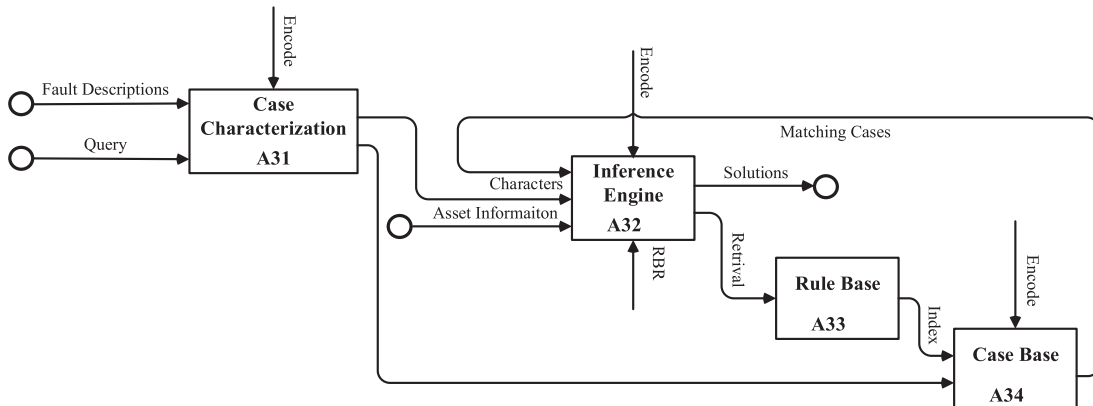 Encode
Fault Descriptions
Query
Case
Characterization
A31
Encode
Matching Cases
Characters
Asset Informaiton
Inference
Engine
A32
Solutions
RBR
Retrival
Rule Base
A33
Index
Encode
Case Base
A34